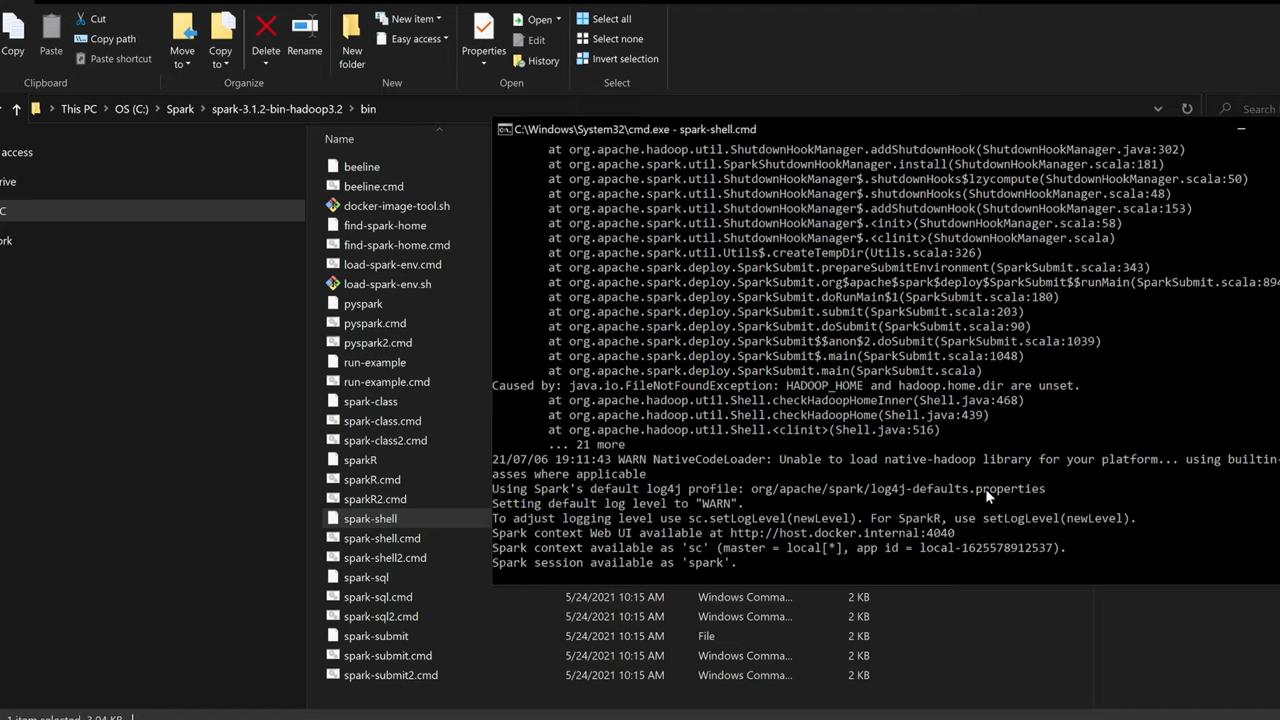 Cut
Copy path
Paste shortcut
Copy
Paste
Clipboard
Move to
Copy to
Delete
Rename
Organize
New folder
New item
Easy access
New
Properties
Open
Edit
History
Open
Select all
Select none
Invert selection
Select
This PC
OS (C:)
Spark
spark-3.1.2-bin-hadoop3.2
bin
Search
access
rive
C
ork
Name
beeline
beeline.cmd
docker-image-tool.sh
find-spark-home
find-spark-home.cmd
load-spark-env.cmd
load-spark-env.sh
pyspark
pyspark.cmd
pyspark2.cmd
run-example
run-example.cmd
spark-class
spark-class.cmd
spark-class2.cmd
sparkR
sparkR.cmd
sparkR2.cmd
spark-shell
spark-shell.cmd
spark-shell2.cmd
spark-sql
spark-sql.cmd 5/24/2021 10:15 AM Windows Comma... 2 KB
spark-sql2.cmd 5/24/2021 10:15 AM Windows Comma... 2 KB
spark-submit 5/24/2021 10:15 AM File 2 KB
spark-submit.cmd 5/24/2021 10:15 AM Windows Comma... 2 KB
spark-submit2.cmd 5/24/2021 10:15 AM Windows Comma... 2 KB
C:\Windows\System32\cmd.exe - spark-shell.cmd
at org.apache.hadoop.util.ShutdownHookManager.addShutdownHook(ShutdownHookManager.java:302)
at org.apache.spark.util.SparkShutdownHookManager.install(ShutdownHookManager.scala:181)
at org.apache.spark.util.ShutdownHookManager$.shutdownHooks$lzycompute(ShutdownHookManager.scala:50)
at org.apache.spark.util.ShutdownHookManager$.shutdownHooks(ShutdownHookManager.scala:48)
at org.apache.spark.util.ShutdownHookManager$.addShutdownHook(ShutdownHookManager.scala:153)
at org.apache.spark.util.ShutdownHookManager$.<init>(ShutdownHookManager.scala:58)
at org.apache.spark.util.ShutdownHookManager$.<clinit>(ShutdownHookManager.scala)
at org.apache.spark.util.Utils$.createTempDir(Utils.scala:326)
at org.apache.spark.deploy.SparkSubmit.prepareSubmitEnvironment(SparkSubmit.scala:343)
at org.apache.spark.deploy.SparkSubmit.org$apache$spark$deploy$SparkSubmit$$runMain(SparkSubmit.scala:894
at org.apache.spark.deploy.SparkSubmit.doRunMain$1(SparkSubmit.scala:180)
at org.apache.spark.deploy.SparkSubmit.submit(SparkSubmit.scala:203)
at org.apache.spark.deploy.SparkSubmit.doSubmit(SparkSubmit.scala:90)
at org.apache.spark.deploy.SparkSubmit$$anon$2.doSubmit(SparkSubmit.scala:1039)
at org.apache.spark.deploy.SparkSubmit$.main(SparkSubmit.scala:1048)
at org.apache.spark.deploy.SparkSubmit.main(SparkSubmit.scala)
Caused by: java.io.FileNotFoundException: HADOOP_HOME and hadoop.home.dir are unset.
at org.apache.hadoop.util.Shell.checkHadoopHomeInner(Shell.java:468)
at org.apache.hadoop.util.Shell.checkHadoopHome(Shell.java:439)
at org.apache.hadoop.util.Shell.<clinit>(Shell.java:516)
... 21 more
21/07/06 19:11:43 WARN NativeCodeLoader: Unable to load native-hadoop library for your platform... using builtin-
asses where applicable
Using Spark's default log4j profile: org/apache/spark/log4j-defaults.properties
Setting default log level to "WARN".
To adjust logging level use sc.setLogLevel(newLevel). For SparkR, use setLogLevel(newLevel).
Spark context Web UI available at http://host.docker.internal:4040
Spark context available as 'sc' (master = local[*], app id = local-1625578912537).
Spark session available as 'spark'.
1 item selected 3.04 KB